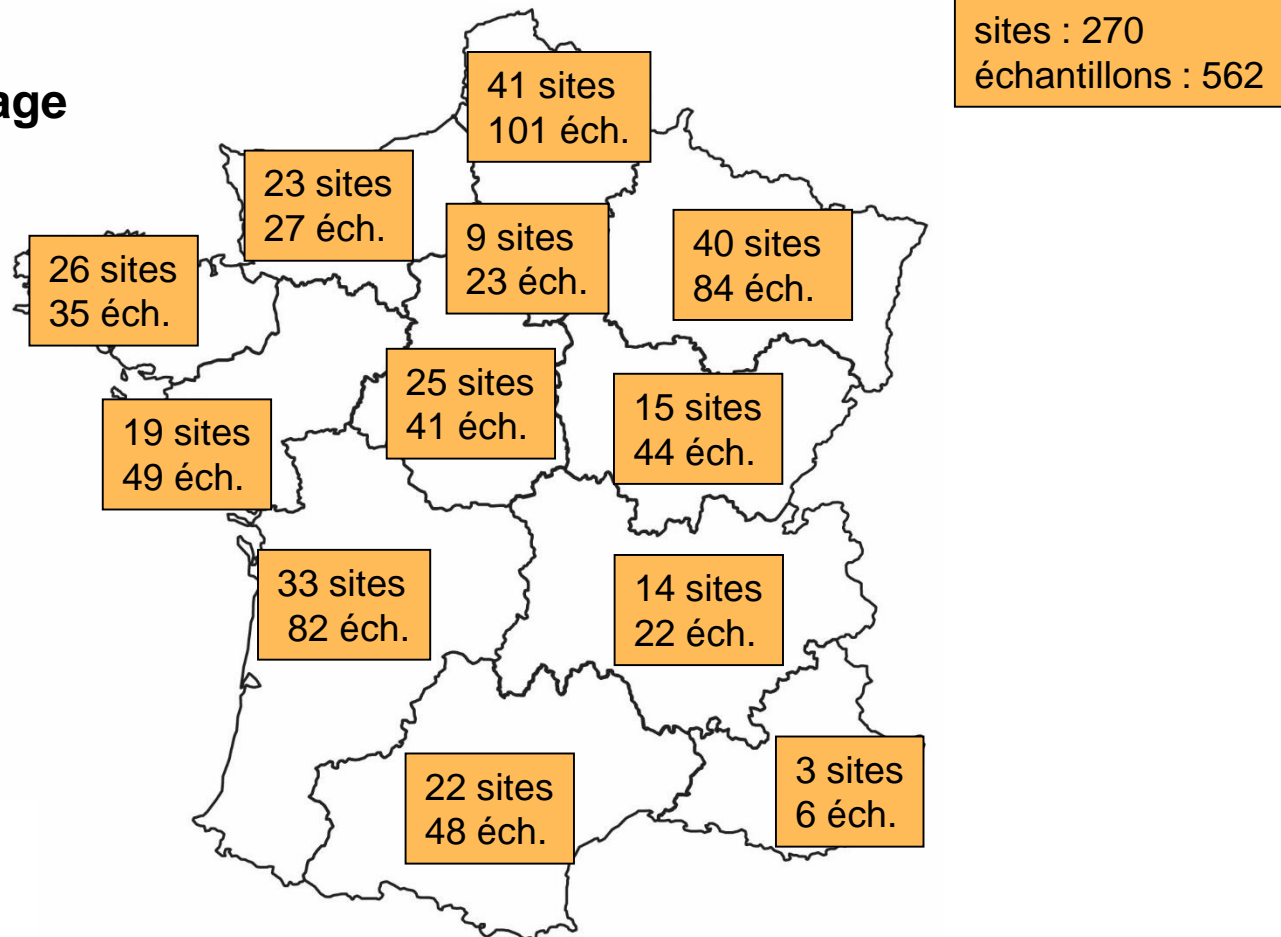 sites : 270
échantillons : 562
age
41 sites
101 éch.
23 sites
27 éch.
9 sites
23 éch.
40 sites
84 éch.
26 sites
35 éch.
25 sites
41 éch.
15 sites
44 éch.
19 sites
49 éch.
33 sites
82 éch.
14 sites
22 éch.
22 sites
48 éch.
3 sites
6 éch.